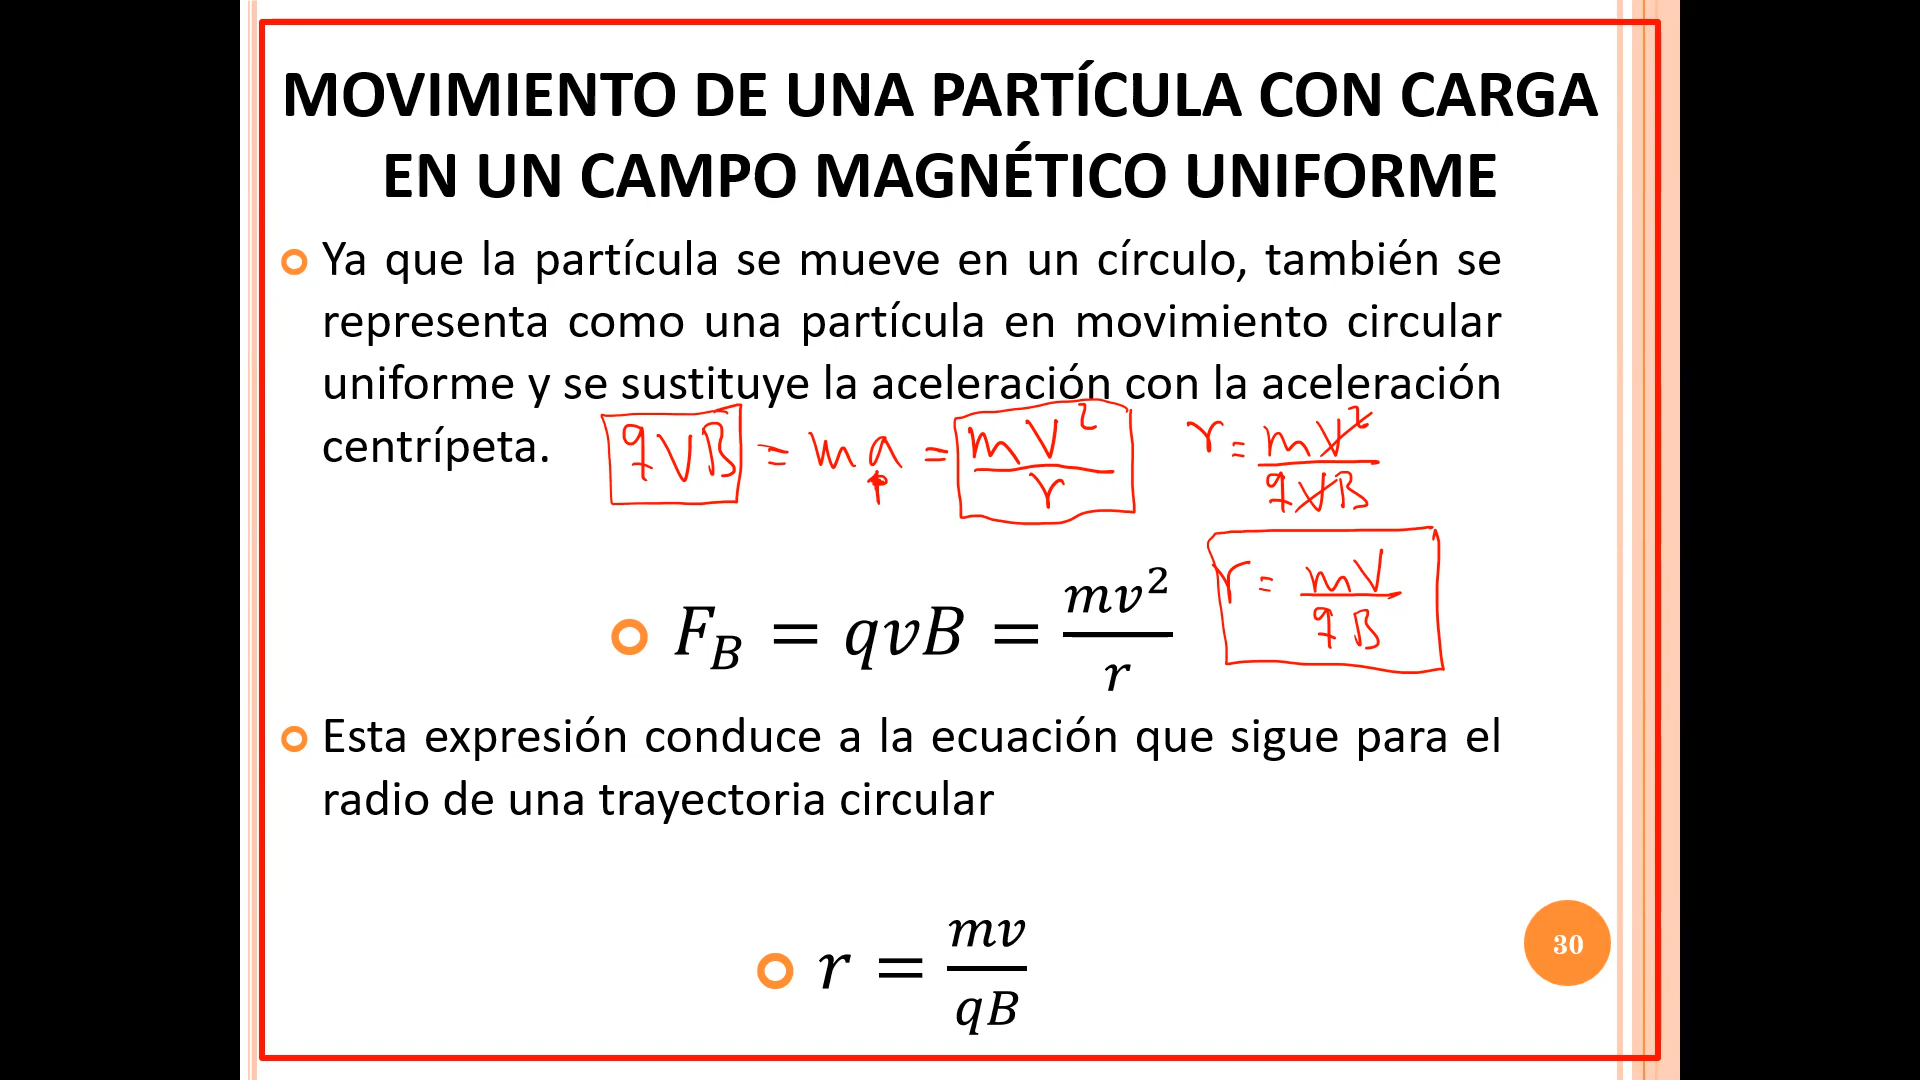 MOVIMIENTO DE UNA PARTÍCULA CON CARGA
EN UN CAMPO MAGNÉTICO UNIFORME
Ya que la partícula se mueve en un círculo, también se
representa como una partícula en movimiento circular
uniforme y se sustituye la aceleración con la aceleración
centrípeta.
qVB = ma = mV²/r
r = mV²/qVB
r = mV/qB
F_B = qvB = mv²/r
Esta expresión conduce a la ecuación que sigue para el
radio de una trayectoria circular
r = mv/qB
30